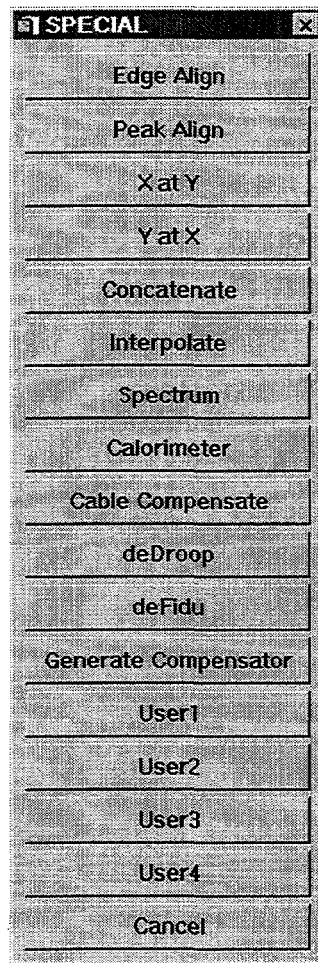 SPECIAL
Edge Align
Peak Align
X at Y
Y at X
Concatenate
Interpolate
Spectrum
Calorimeter
Cable Compensate
deDroop
deFidu
Generate Compensator
User1
User2
User3
User4
Cancel